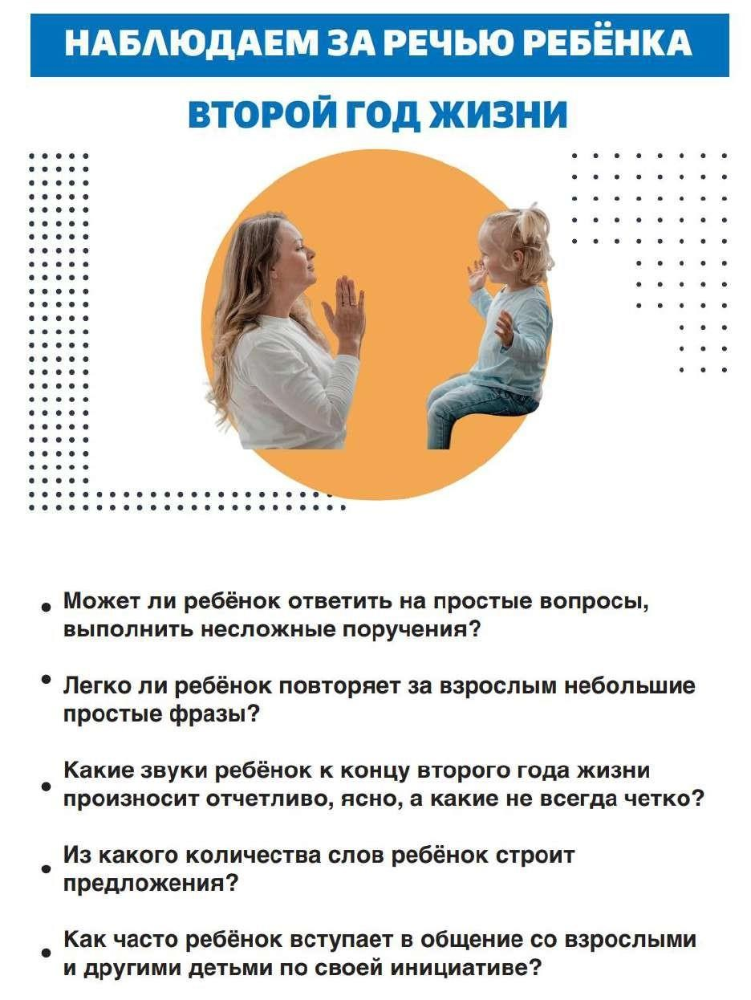 НАБЛЮДАЕМ ЗА РЕЧЬЮ РЕБЁНКА
ВТОРОЙ ГОД ЖИЗНИ
• Может ли ребёнок ответить на простые вопросы,
выполнить несложные поручения?
• Легко ли ребёнок повторяет за взрослым небольшие
простые фразы?
• Какие звуки ребёнок к концу второго года жизни
произносит отчетливо, ясно, а какие не всегда четко?
• Из какого количества слов ребёнок строит
предложения?
• Как часто ребёнок вступает в общение со взрослыми
и другими детьми по своей инициативе?